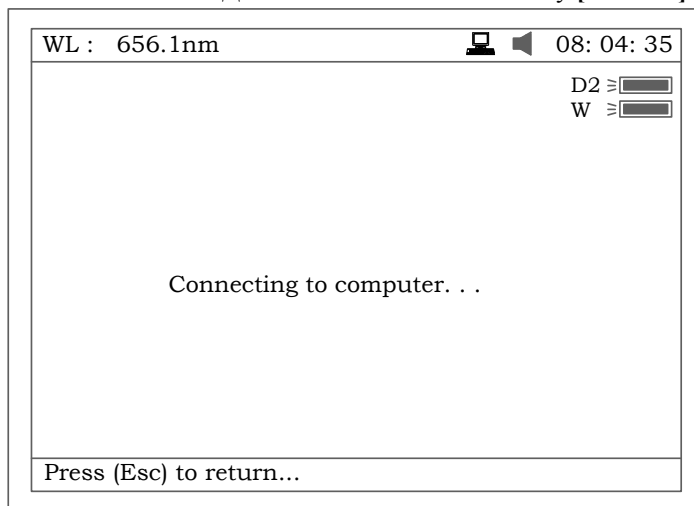 WL : 656.1nm 08: 04: 35
D2
W
Connecting to computer. . .
Press (Esc) to return...